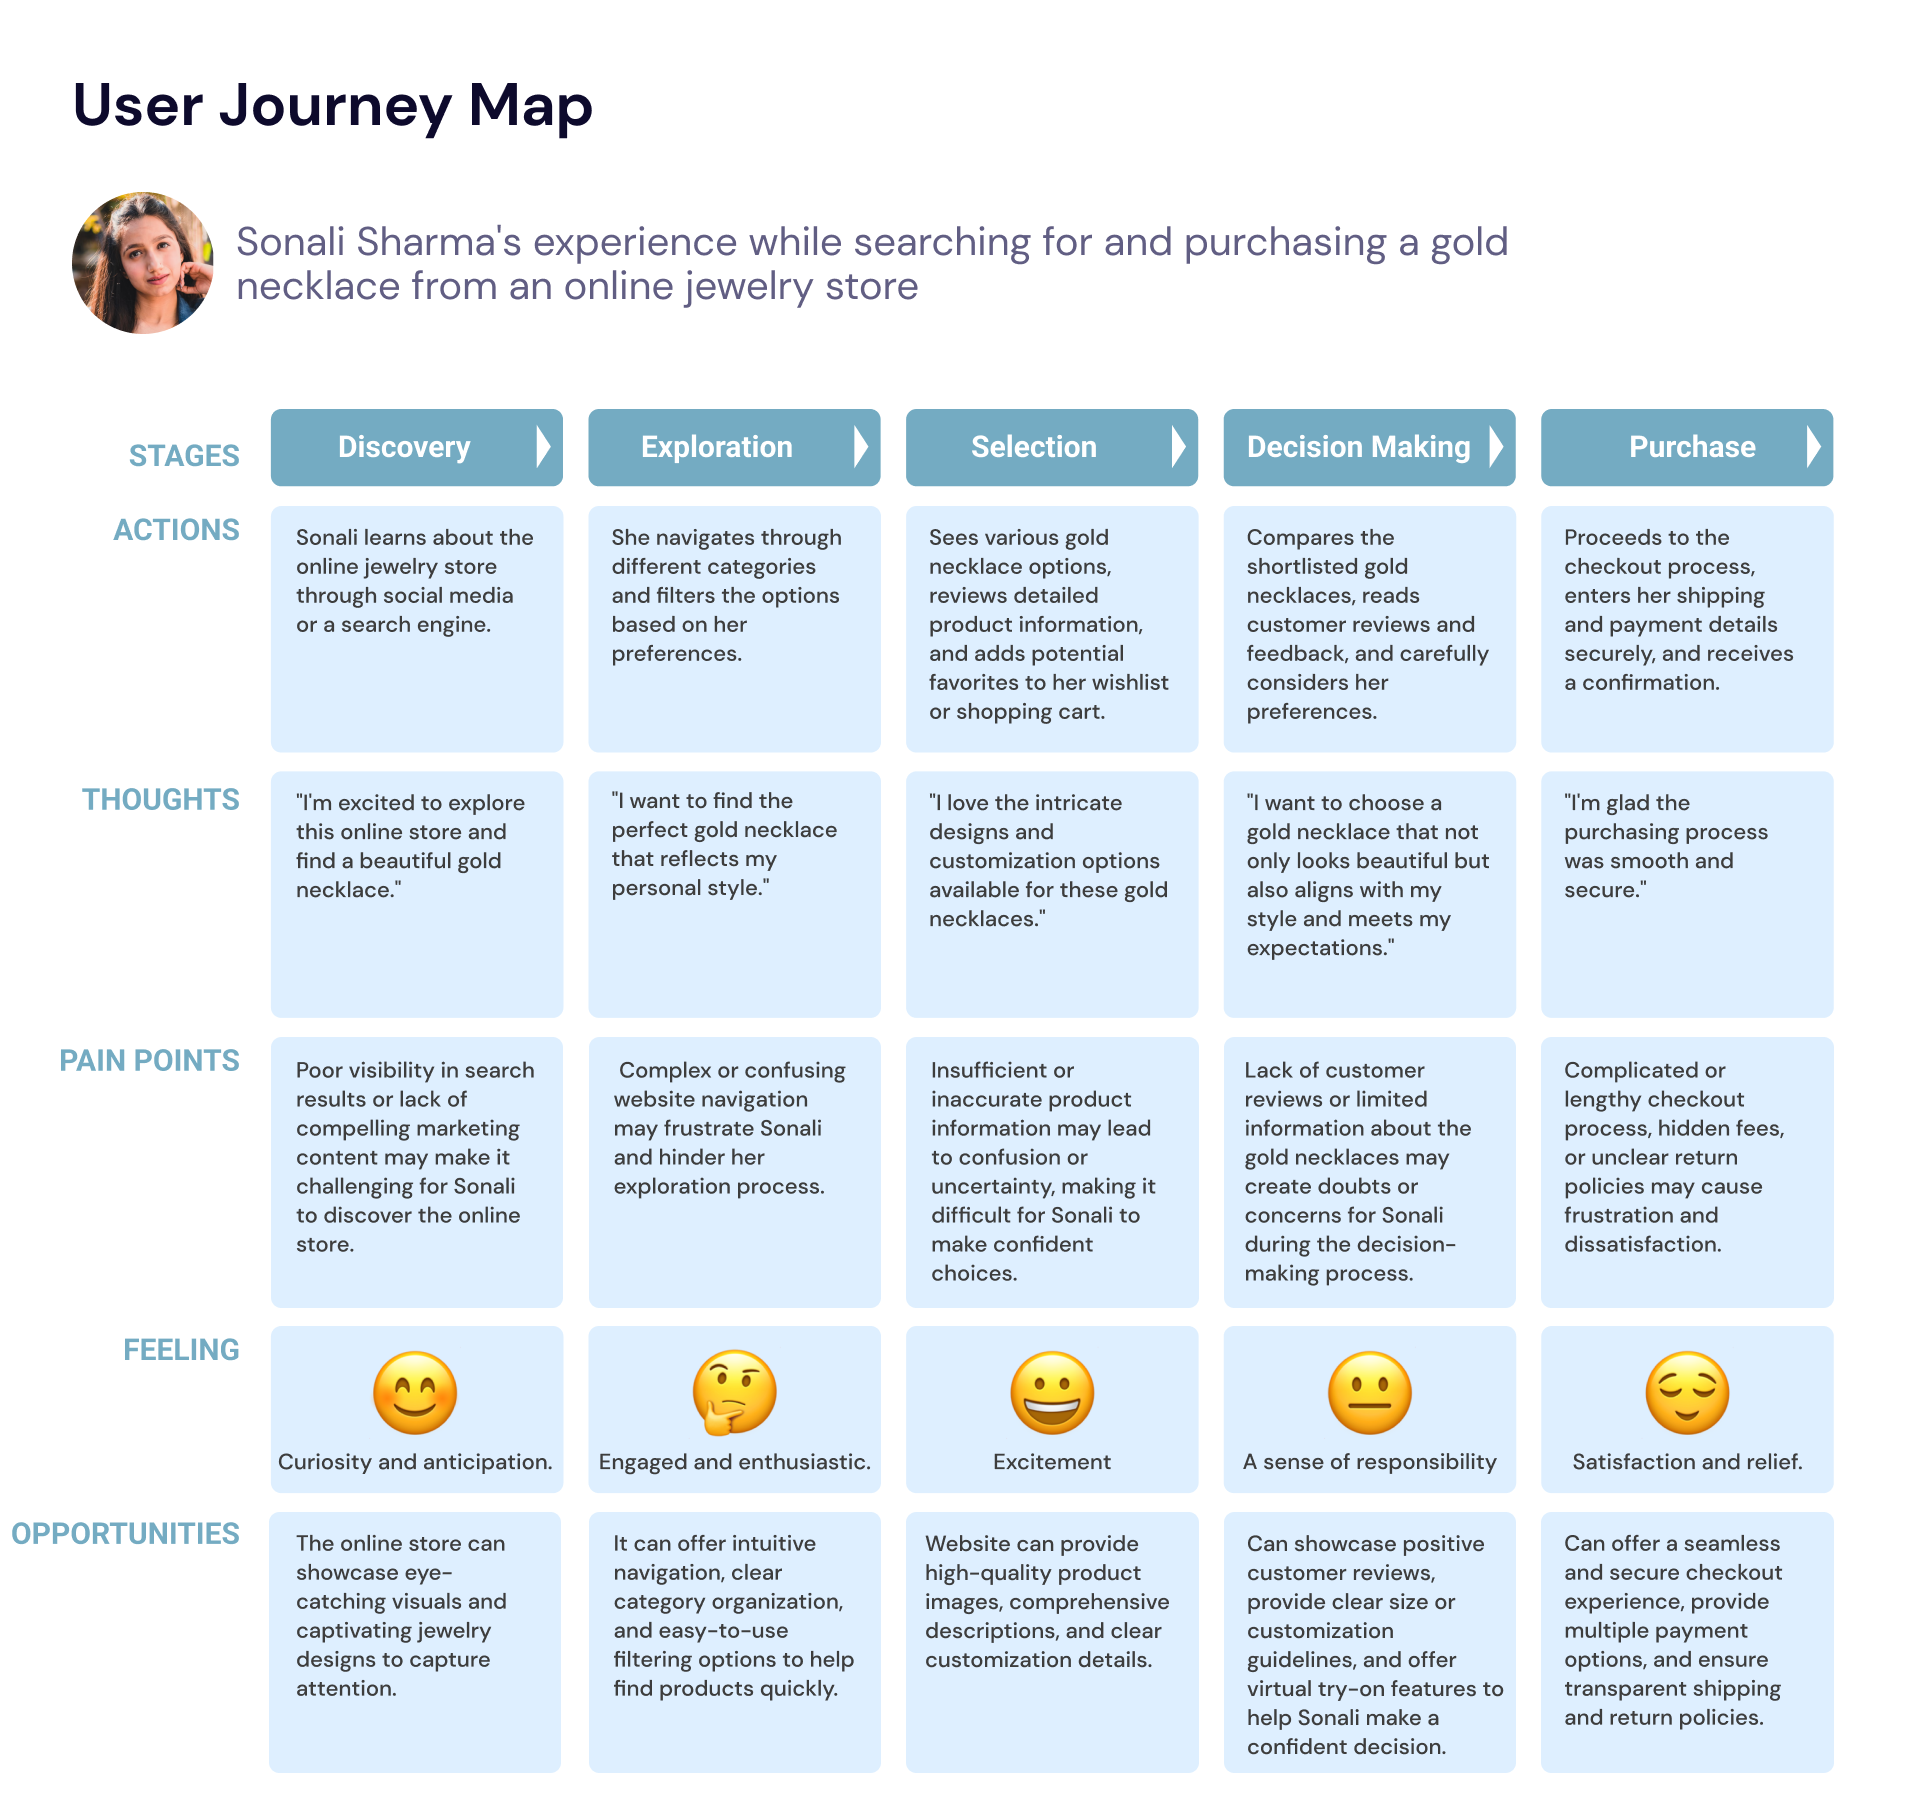 User Journey Map
Sonali Sharma's experience while searching for and purchasing a gold
necklace from an online jewelry store
STAGES
Discovery
Exploration
Selection
Decision Making
Purchase
ACTIONS
Sonali learns about the
online jewelry store
through social media
or a search engine.
She navigates through
different categories
and filters the options
based on her
preferences.
Sees various gold
necklace options,
reviews detailed
product information,
and adds potential
favorites to her wishlist
or shopping cart.
Compares the
shortlisted gold
necklaces, reads
customer reviews and
feedback, and carefully
considers her
preferences.
Proceeds to the
checkout process,
enters her shipping
and payment details
securely, and receives
a confirmation.
THOUGHTS
"I'm excited to explore
this online store and
find a beautiful gold
necklace."
"I want to find the
perfect gold necklace
that reflects my
personal style."
"I love the intricate
designs and
customization options
available for these gold
necklaces."
"I want to choose a
gold necklace that not
only looks beautiful but
also aligns with my
style and meets my
expectations."
"I'm glad the
purchasing process
was smooth and
secure."
PAIN POINTS
Poor visibility in search
results or lack of
compelling marketing
content may make it
challenging for Sonali
to discover the online
store.
Complex or confusing
website navigation
may frustrate Sonali
and hinder her
exploration process.
Insufficient or
inaccurate product
information may lead
to confusion or
uncertainty, making it
difficult for Sonali to
make confident
choices.
Lack of customer
reviews or limited
information about the
gold necklaces may
create doubts or
concerns for Sonali
during the decision-
making process.
Complicated or
lengthy checkout
process, hidden fees,
or unclear return
policies may cause
frustration and
dissatisfaction.
FEELING
Curiosity and anticipation.
Engaged and enthusiastic.
Excitement
A sense of responsibility
Satisfaction and relief.
OPPORTUNITIES
The online store can
showcase eye-
catching visuals and
captivating jewelry
designs to capture
attention.
It can offer intuitive
navigation, clear
category organization,
and easy-to-use
filtering options to help
find products quickly.
Website can provide
high-quality product
images, comprehensive
descriptions, and clear
customization details.
Can showcase positive
customer reviews,
provide clear size or
customization
guidelines, and offer
virtual try-on features to
help Sonali make a
confident decision.
Can offer a seamless
and secure checkout
experience, provide
multiple payment
options, and ensure
transparent shipping
and return policies.